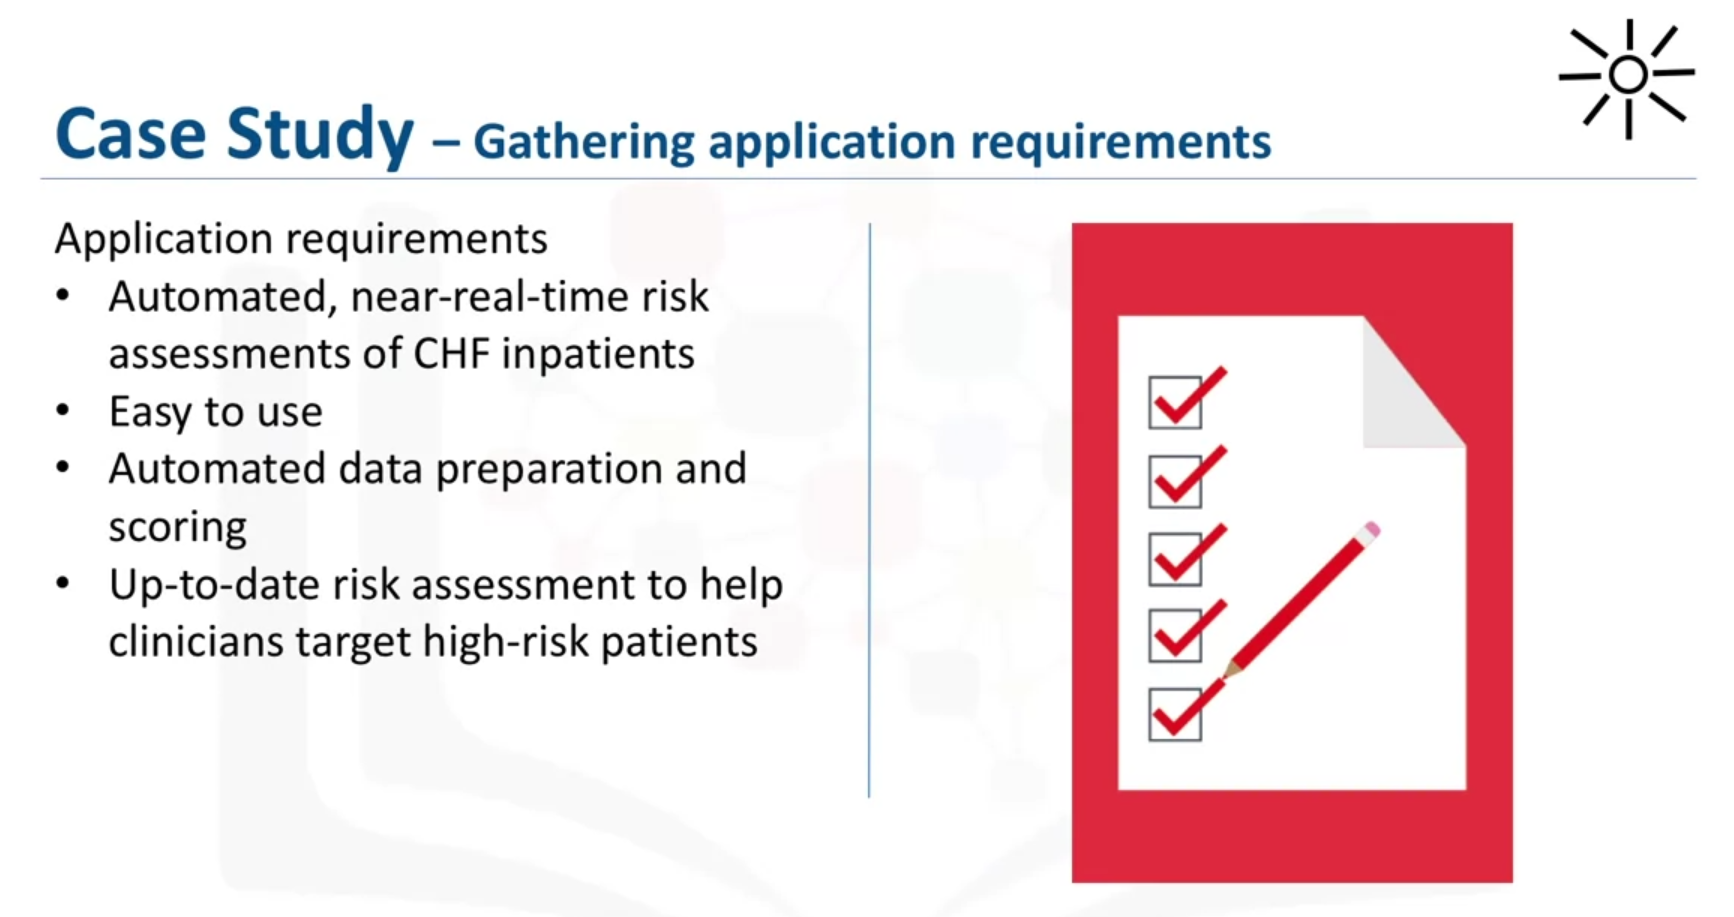 Case Study – Gathering application requirements
Application requirements
• Automated, near-real-time risk
assessments of CHF inpatients
• Easy to use
• Automated data preparation and
scoring
• Up-to-date risk assessment to help
clinicians target high-risk patients